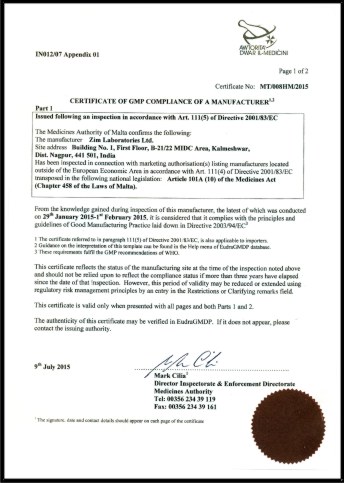 AWTORITA'
DWAR IL-MEDIĊINI
IN012/07 Appendix 01
Page 1 of 2
Certificate No: MT/008HM/2015
CERTIFICATE OF GMP COMPLIANCE OF A MANUFACTURER1,2
Part 1
Issued following an inspection in accordance with Art. 111(5) of Directive 2001/83/EC
The Medicines Authority of Malta confirms the following:
The manufacturer Zim Laboratories Ltd.
Site address Building No. 1, First Floor, B-21/22 MIDC Area, Kalmeshwar,
Dist. Nagpur, 441 501, India
Has been inspected in connection with marketing authorisation(s) listing manufacturers located
outside of the European Economic Area in accordance with Art. 111(4) of Directive 2001/83/EC
transposed in the following national legislation: Article 101A (10) of the Medicines Act
(Chapter 458 of the Laws of Malta).
From the knowledge gained during inspection of this manufacturer, the latest of which was conducted
on 29th January 2015-1st February 2015, it is considered that it complies with the principles and
guidelines of Good Manufacturing Practice laid down in Directive 2003/94/EC3
1 The certificate referred to in paragraph 111(5) of Directive 2001/83/EC, is also applicable to importers.
2 Guidance on the interpretation of this template can be found in the Help menu of EudraGMDP database.
3 These requirements fulfil the GMP recommendations of WHO.
This certificate reflects the status of the manufacturing site at the time of the inspection noted above
and should not be relied upon to reflect the compliance status if more than three years have elapsed
since the date of that inspection. However, this period of validity may be reduced or extended using
regulatory risk management principles by an entry in the Restrictions or Clarifying remarks field.
This certificate is valid only when presented with all pages and both Parts 1 and 2.
The authenticity of this certificate may be verified in EudraGMDP. If it does not appear, please
contact the issuing authority.
9th July 2015
Mark Cilia1
Director Inspectorate & Enforcement Directorate
Medicines Authority
Tel: 00356 234 39 119
Fax: 00356 234 39 161
1 The signature, date and contact details should appear on each page of the certificate